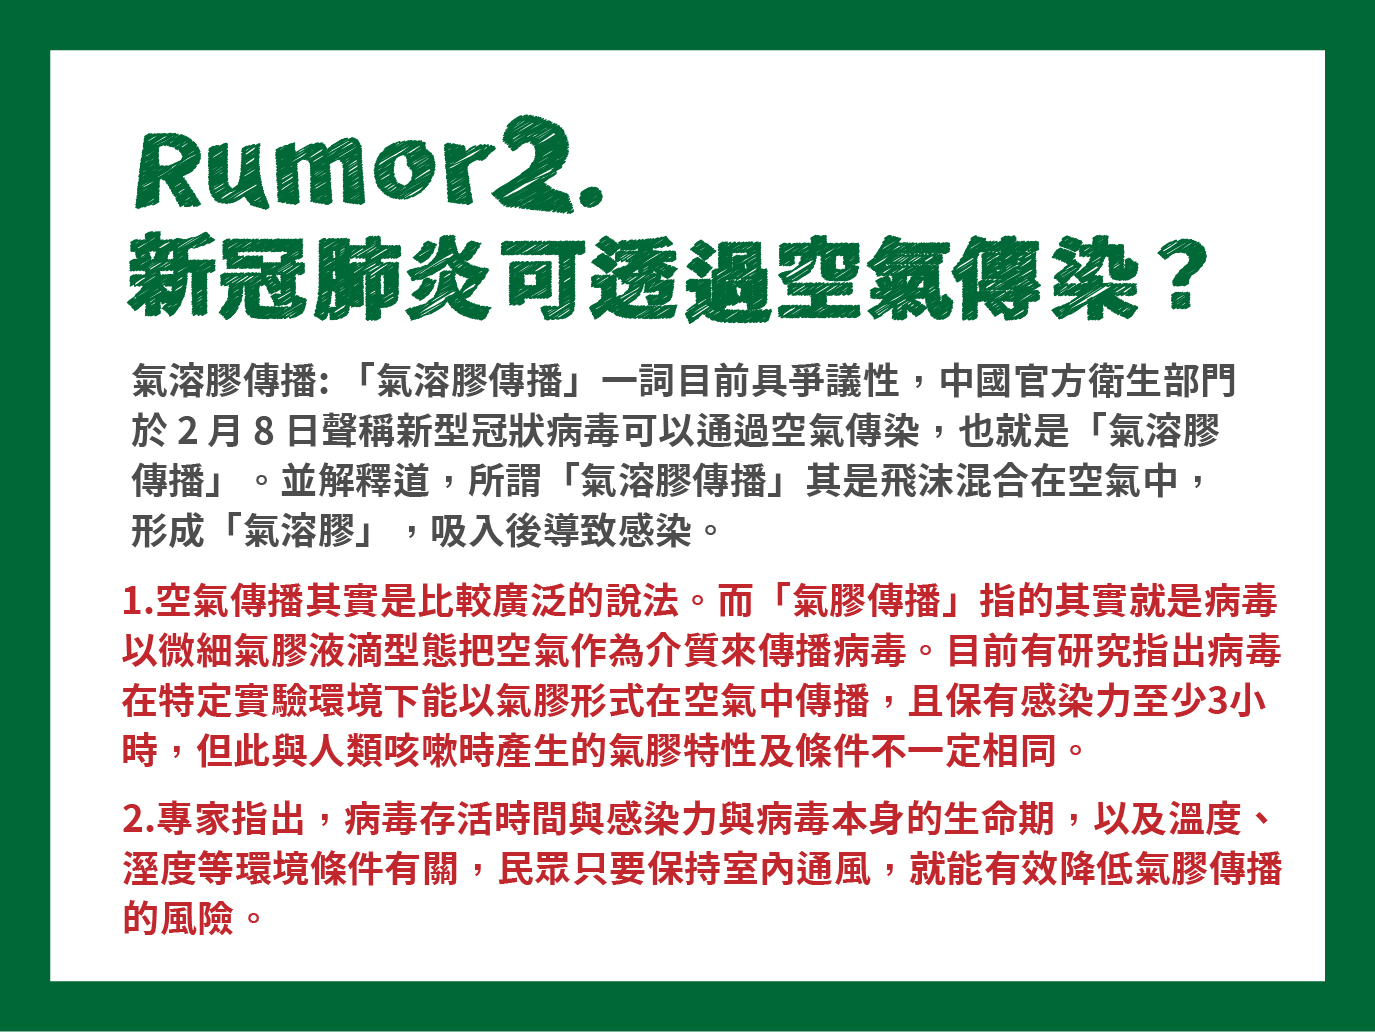 Rumor2.
新冠肺炎可透過空氣傳染？
氣溶膠傳播: 「氣溶膠傳播」一詞目前具爭議性，中國官方衛生部門
於 2 月 8 日聲稱新型冠狀病毒可以通過空氣傳染，也就是「氣溶膠
傳播」。並解釋道，所謂「氣溶膠傳播」其是飛沫混合在空氣中，
形成「氣溶膠」，吸入後導致感染。
1.空氣傳播其實是比較廣泛的說法。而「氣膠傳播」指的其實就是病毒
以微細氣膠液滴型態把空氣作為介質來傳播病毒。目前有研究指出病毒
在特定實驗環境下能以氣膠形式在空氣中傳播，且保有感染力至少3小
時，但此與人類咳嗽時產生的氣膠特性及條件不一定相同。
2.專家指出，病毒存活時間與感染力與病毒本身的生命期，以及溫度、
溼度等環境條件有關，民眾只要保持室內通風，就能有效降低氣膠傳播
的風險。